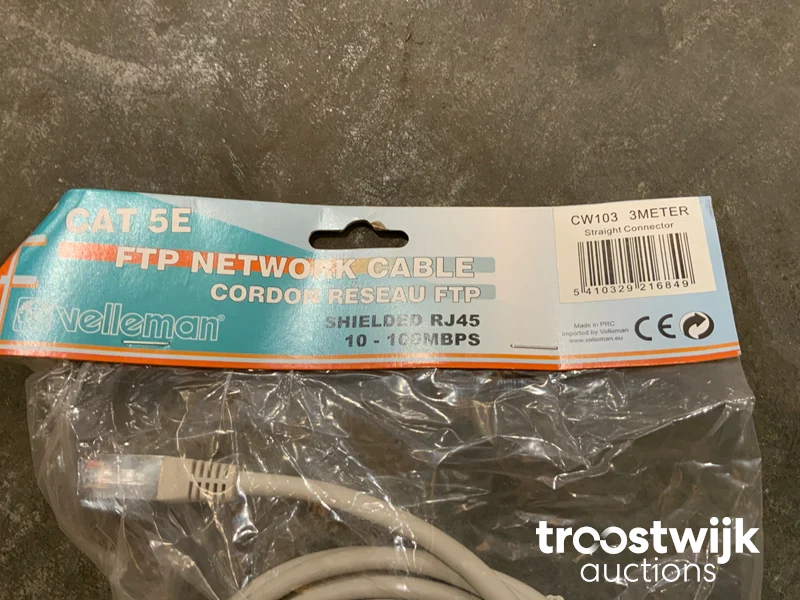 CAT 5E
FTP NETWORK CABLE
CORDON RESEAU FTP
velleman®
SHIELDED RJ45
10 - 100MBPS
CW103 3METER
Straight Connector
5 410329 216849
Made in PRC
imported by Velleman
www.velleman.eu
CE
troostwijk
auctions